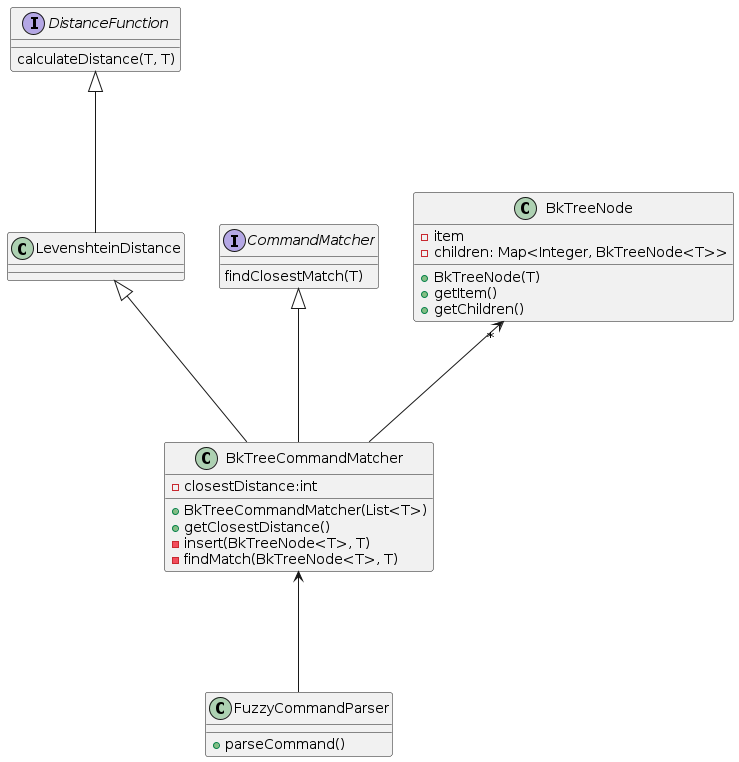 I DistanceFunction
calculateDistance(T, T)
C LevenshteinDistance
I CommandMatcher
findClosestMatch(T)
C BkTreeNode
item
children: Map<Integer, BkTreeNode<T>>
BkTreeNode(T)
getItem()
getChildren()
*
C BkTreeCommandMatcher
closestDistance:int
BkTreeCommandMatcher(List<T>)
getClosestDistance()
insert(BkTreeNode<T>, T)
findMatch(BkTreeNode<T>, T)
C FuzzyCommandParser
parseCommand()